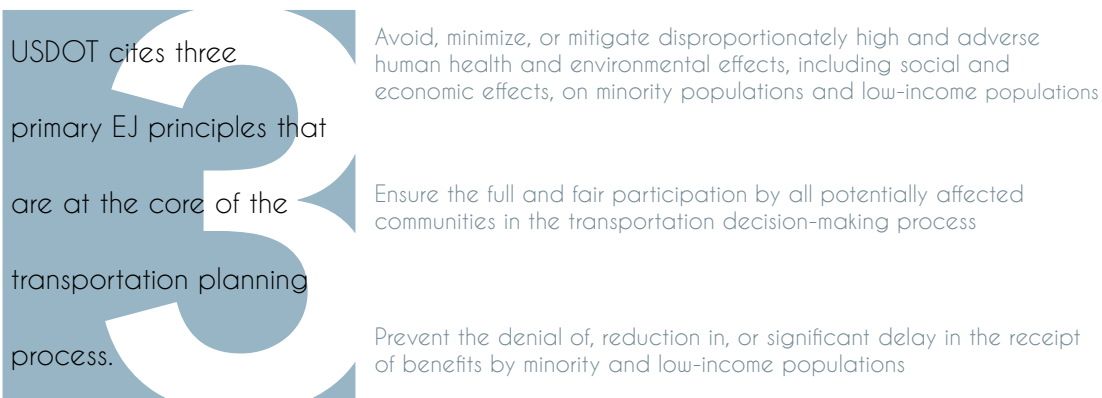 USDOT cites three
primary EJ principles that
are at the core of the
transportation planning
process.
3
Avoid, minimize, or mitigate disproportionately high and adverse
human health and environmental effects, including social and
economic effects, on minority populations and low-income populations
Ensure the full and fair participation by all potentially affected
communities in the transportation decision-making process
Prevent the denial of, reduction in, or significant delay in the receipt
of benefits by minority and low-income populations